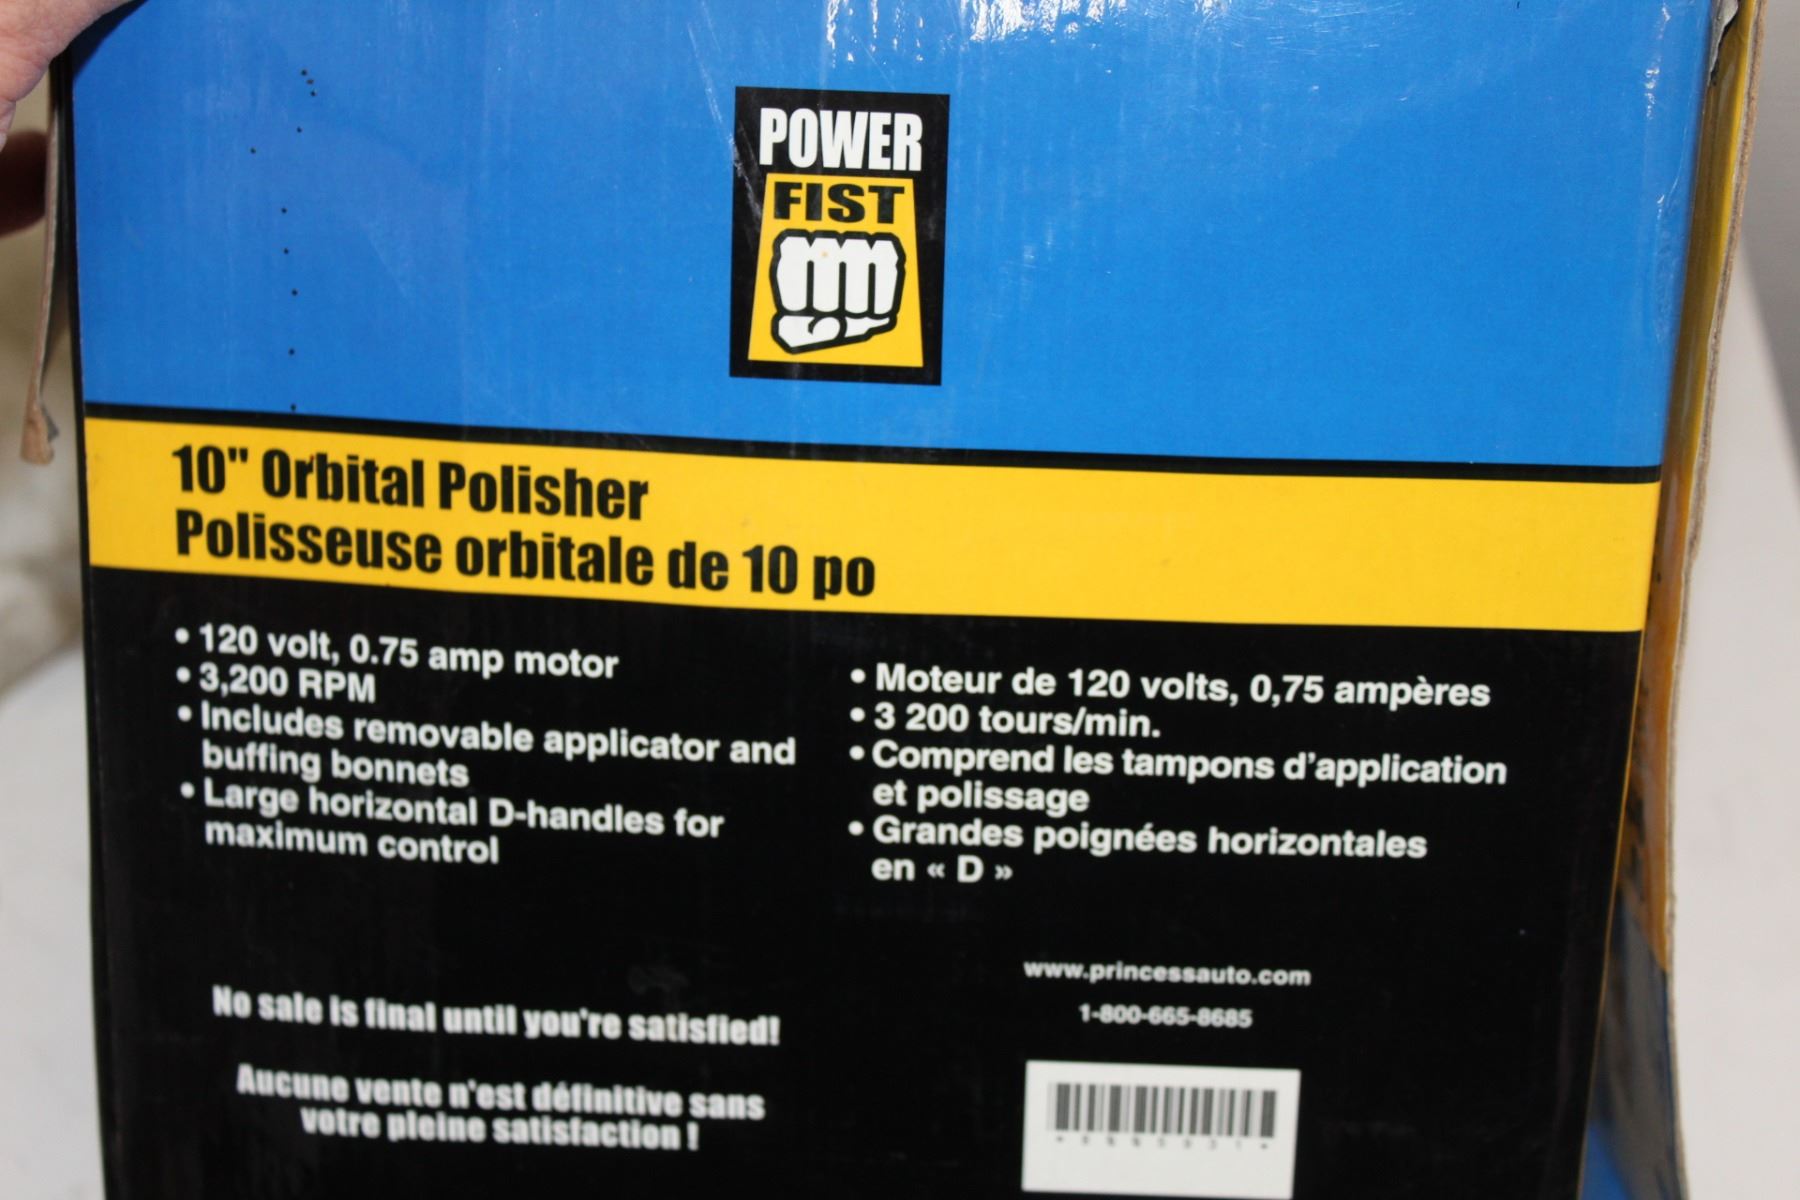 POWER
FIST
10" Orbital Polisher
Polisseuse orbitale de 10 po
• 120 volt, 0.75 amp motor
• 3,200 RPM
• Includes removable applicator and
buffing bonnets
• Large horizontal D-handles for
maximum control
• Moteur de 120 volts, 0,75 ampères
• 3 200 tours/min.
• Comprend les tampons d'application
et polissage
• Grandes poignées horizontales
en « D »
No sale is final until you're satisfied!
Aucune vente n'est définitive sans
votre pleine satisfaction !
www.princessauto.com
1-800-665-8685